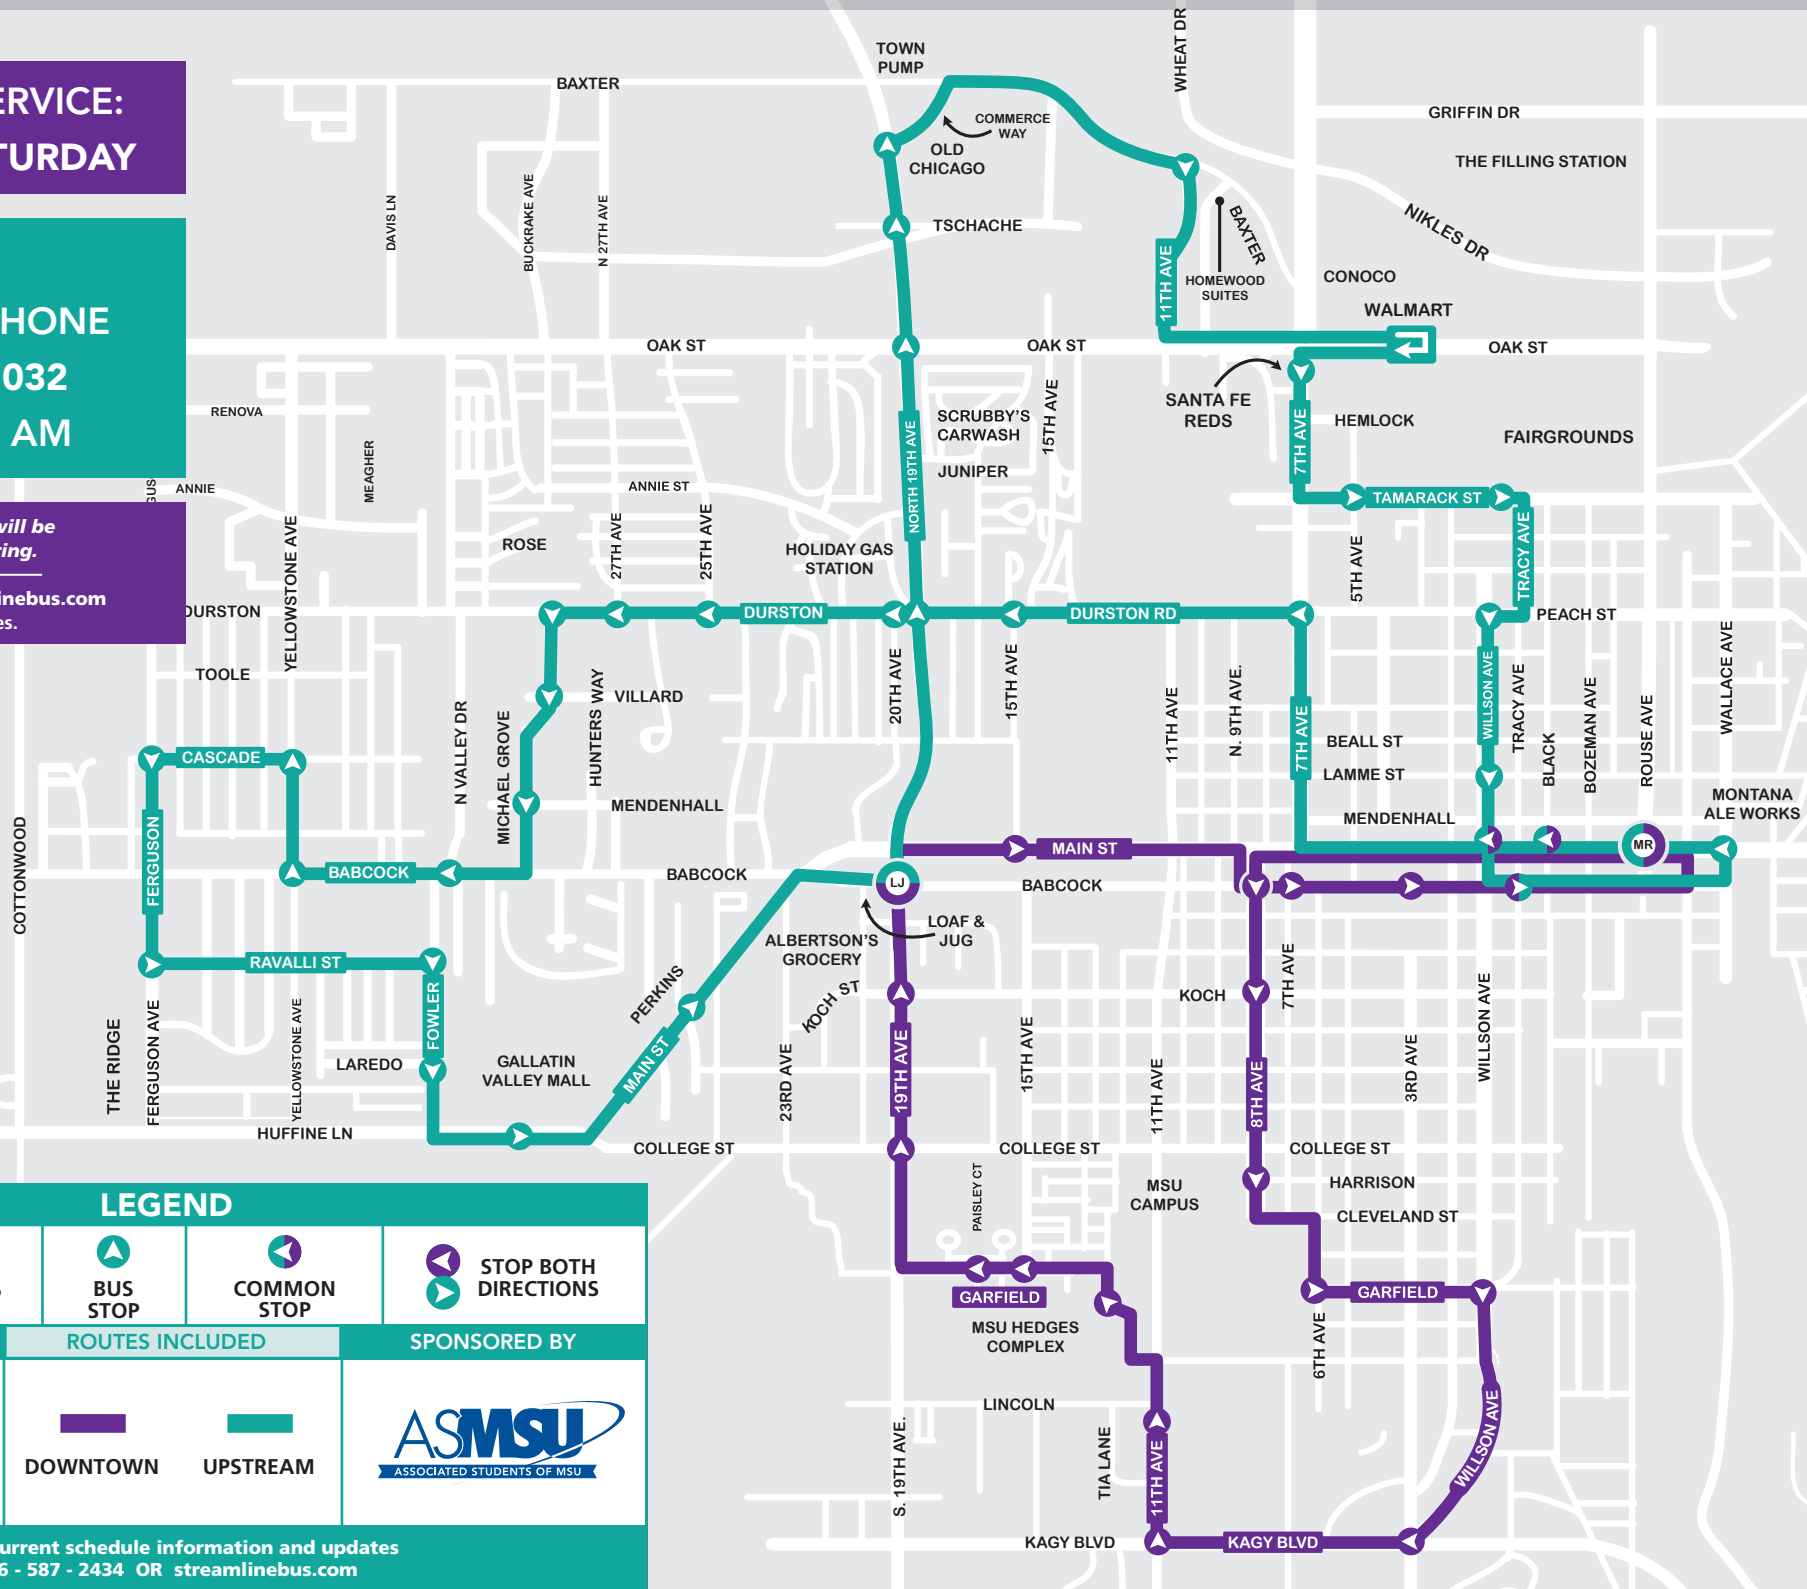 ERVICE:
TURDAY
HONE
032
AM
will be
ring.
inebus.com
es.
TOWN
PUMP
BAXTER
WHEAT DR
GRIFFIN DR
COMMERCE
WAY
OLD
CHICAGO
THE FILLING STATION
DAVIS LN
BUCKRAKE AVE
N 27TH AVE
TSCHACHE
NIKLES DR
BAXTER
11TH AVE
HOMEWOOD
SUITES
CONOCO
WALMART
OAK ST
OAK ST
OAK ST
SANTA FE
REDS
RENOVA
MEAGHER
SCRUBBY'S
CARWASH
15TH AVE
NORTH 19TH AVE
7TH AVE
HEMLOCK
FAIRGROUNDS
JUNIPER
GUS
ANNIE
ANNIE ST
TAMARACK ST
TRACY AVE
YELLOWSTONE AVE
ROSE
27TH AVE
25TH AVE
HOLIDAY GAS
STATION
5TH AVE
DURSTON
DURSTON
DURSTON RD
PEACH ST
TOOLE
VILLARD
HUNTERS WAY
20TH AVE
15TH AVE
11TH AVE
N. 9TH AVE.
7TH AVE
WILLSON AVE
TRACY AVE
BLACK
BOZEMAN AVE
ROUSE AVE
WALLACE AVE
CASCADE
N VALLEY DR
MICHAEL GROVE
BEALL ST
LAMME ST
MENDENHALL
MENDENHALL
MONTANA
ALE WORKS
COTTONWOOD
FERGUSON
MAIN ST
MR
BABCOCK
BABCOCK
LJ
BABCOCK
LOAF &
JUG
ALBERTSON'S
GROCERY
RAVALLI ST
FOWLER
PERKINS
KOCH ST
KOCH
7TH AVE
WILLSON AVE
THE RIDGE
FERGUSON AVE
YELLOWSTONE AVE
LAREDO
GALLATIN
VALLEY MALL
MAIN ST
23RD AVE
19TH AVE
15TH AVE
11TH AVE
8TH AVE
3RD AVE
HUFFINE LN
COLLEGE ST
COLLEGE ST
COLLEGE ST
PAISLEY CT
MSU
CAMPUS
HARRISON
CLEVELAND ST
GARFIELD
GARFIELD
MSU HEDGES
COMPLEX
6TH AVE
LINCOLN
S. 19TH AVE.
TIA LANE
11TH AVE
WILLSON AVE
KAGY BLVD
KAGY BLVD
LEGEND
BUS
STOP
COMMON
STOP
STOP BOTH
DIRECTIONS
ROUTES INCLUDED
SPONSORED BY
DOWNTOWN
UPSTREAM
ASMSU
ASSOCIATED STUDENTS OF MSU
urrent schedule information and updates
6 - 587 - 2434 OR streamlinebus.com